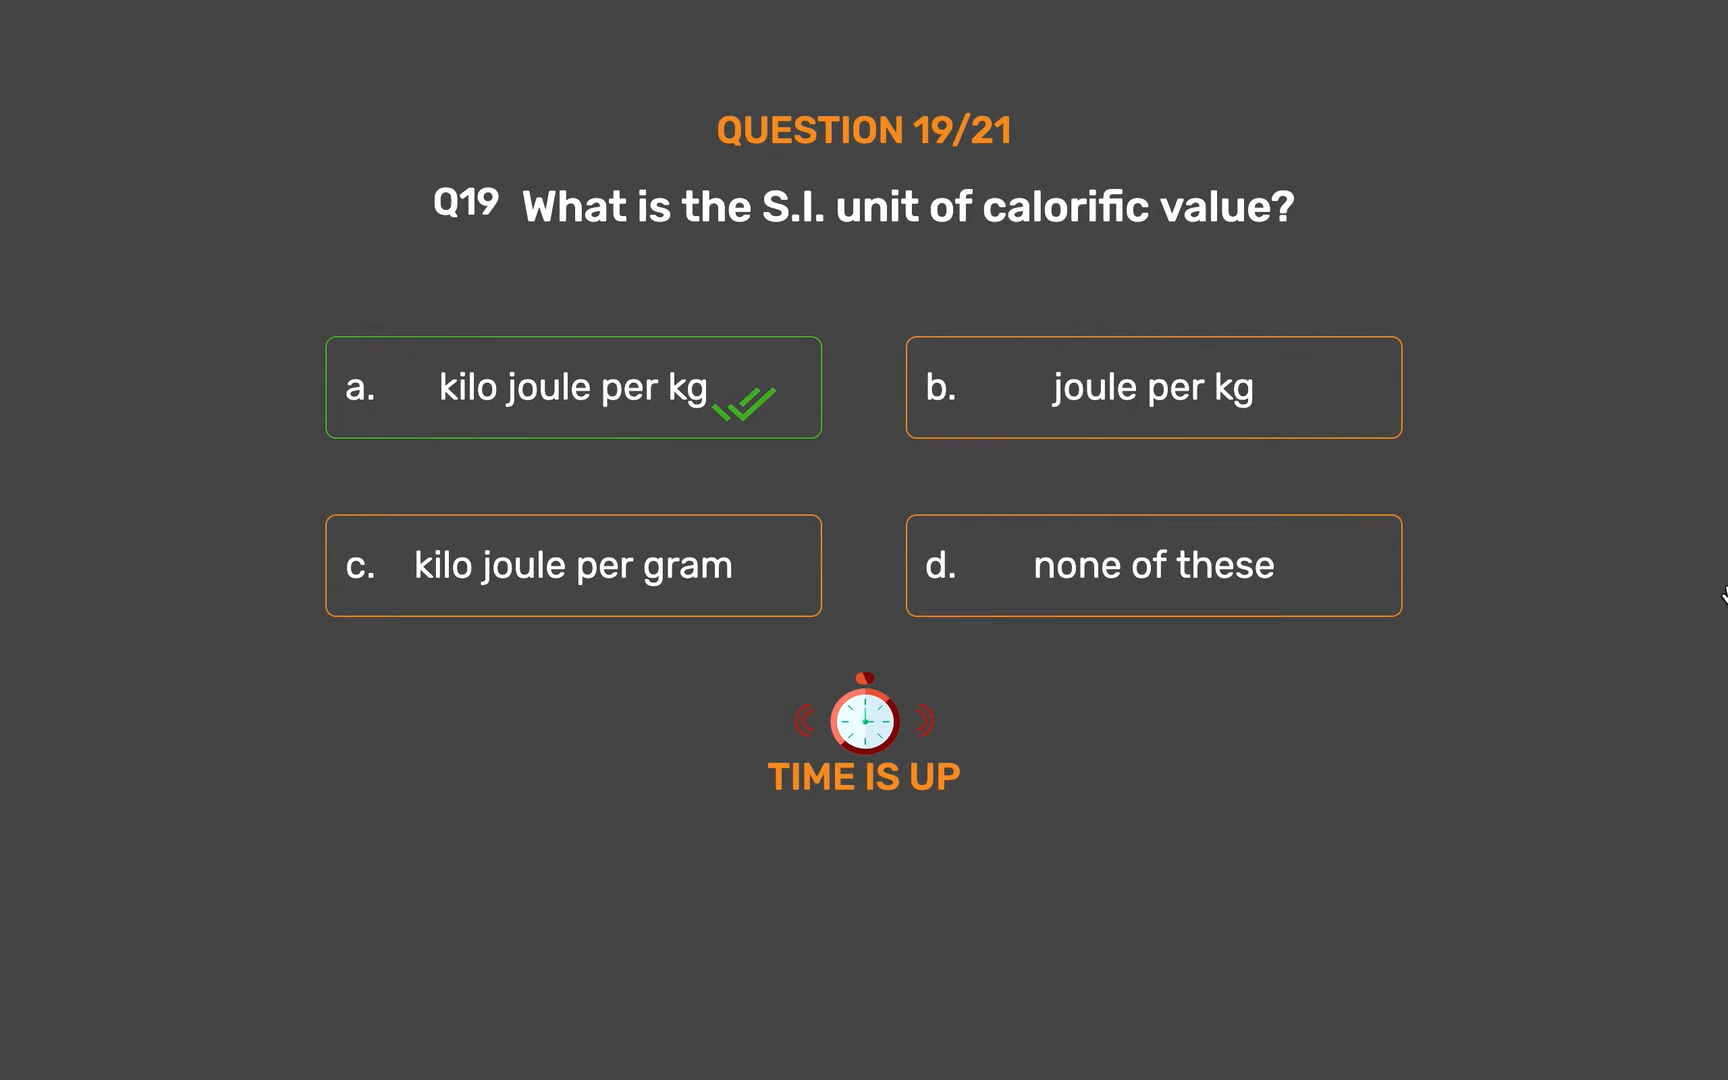 QUESTION 19/21
Q19 What is the S.I. unit of calorific value?
a. kilo joule per kg
b. joule per kg
c. kilo joule per gram
d. none of these
TIME IS UP